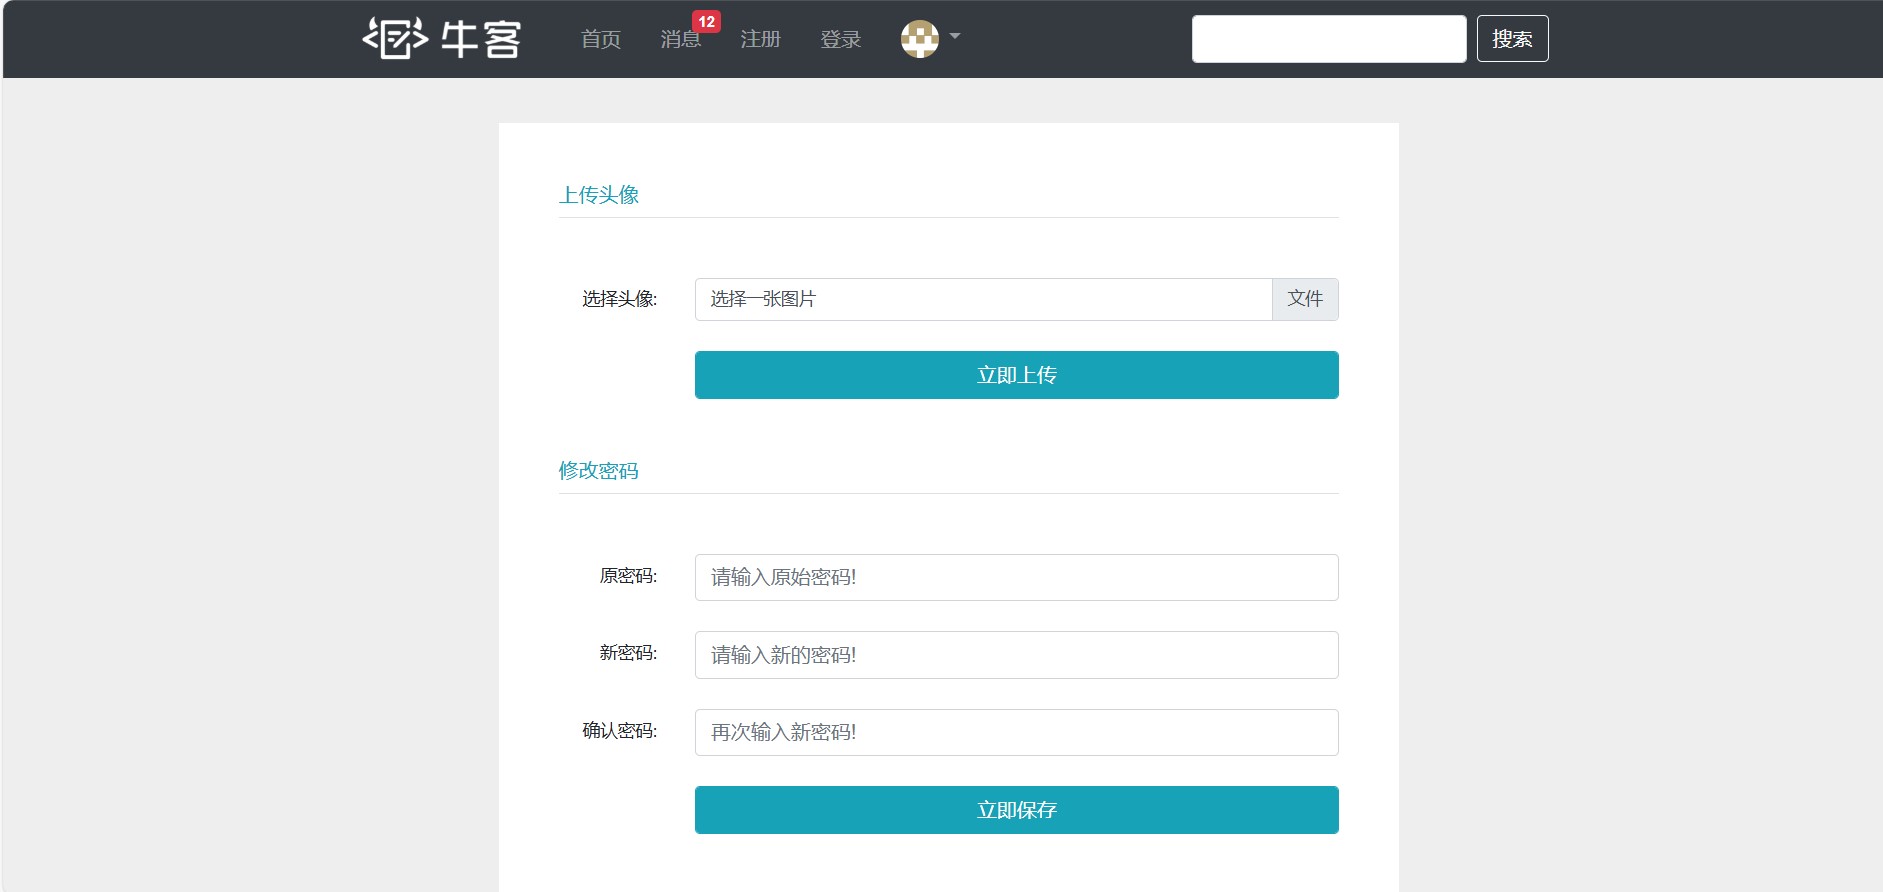 牛客 首页 消息 12 注册 登录 搜索
上传头像
选择头像: 选择一张图片 文件
立即上传
修改密码
原密码: 请输入原始密码!
新密码: 请输入新的密码!
确认密码: 再次输入新密码!
立即保存